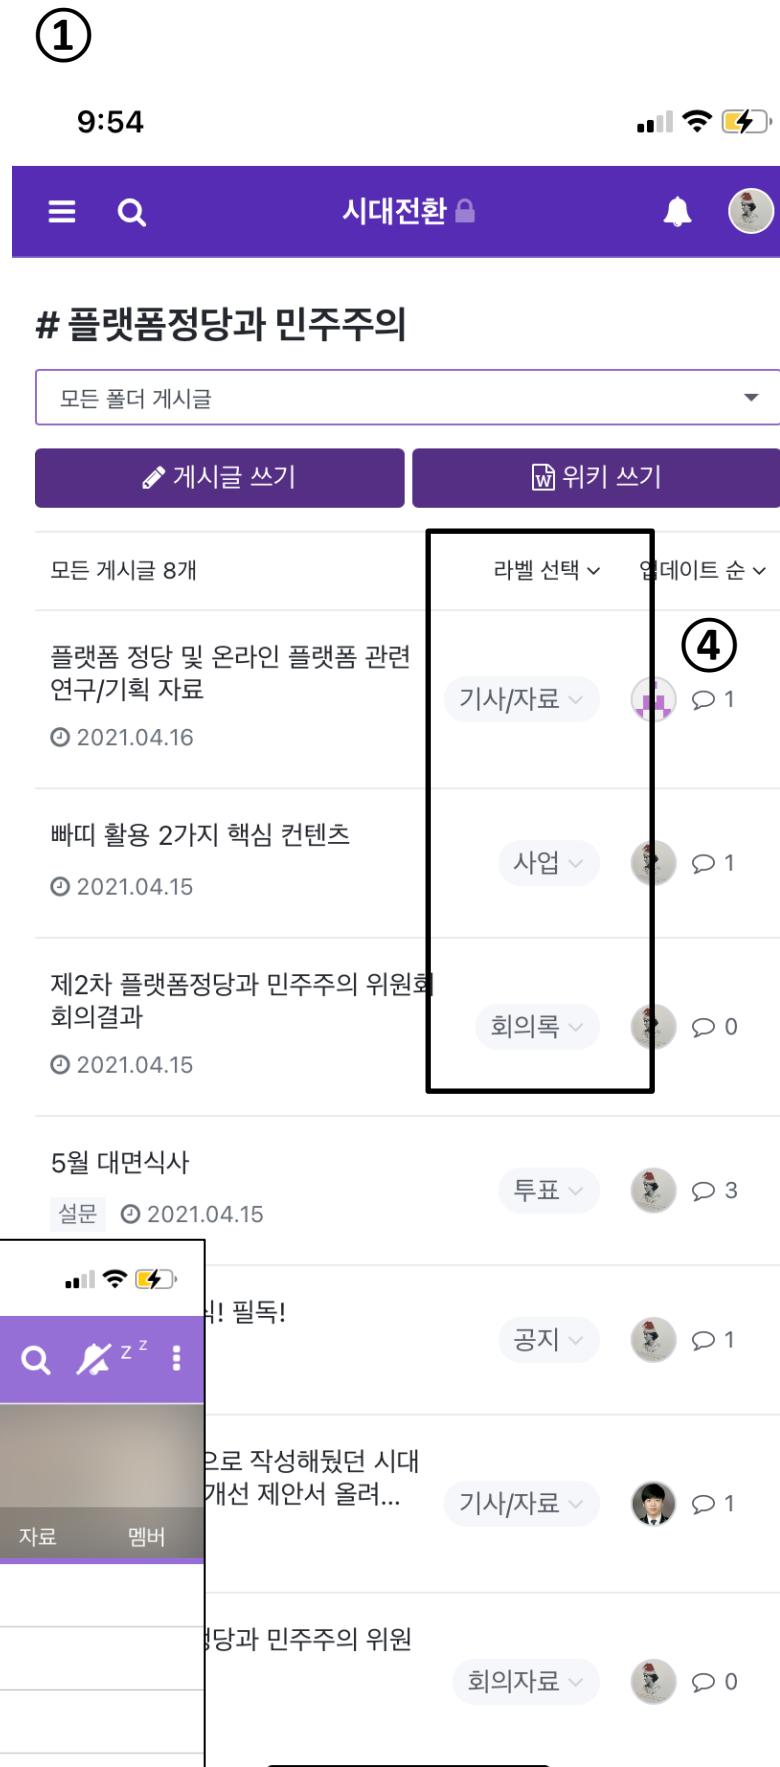 ①
9:54
시대전환
# 플랫폼정당과 민주주의
모든 폴더 게시글
게시글 쓰기
위키 쓰기
모든 게시글 8개
라벨 선택
업데이트 순
④
플랫폼 정당 및 온라인 플랫폼 관련
연구/기획 자료
2021.04.16
기사/자료
1
빠띠 활용 2가지 핵심 컨텐츠
2021.04.15
사업
1
제2차 플랫폼정당과 민주주의 위원회
회의결과
2021.04.15
회의록
0
5월 대면식사
설문
2021.04.15
투표
3
! 필독!
공지
1
으로 작성해뒀던 시대
개선 제안서 올려...
기사/자료
1
정당과 민주주의 위원
회의자료
0
z z
자료
멤버